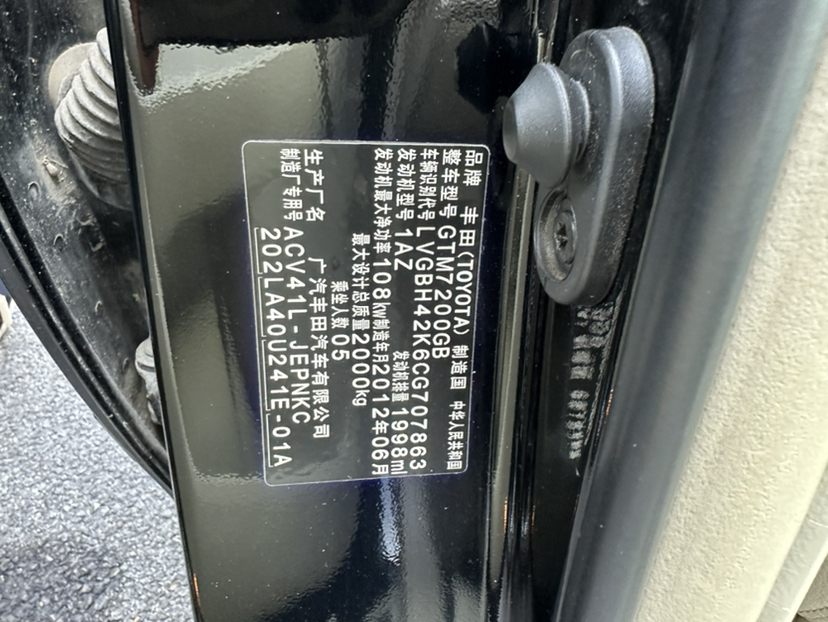 品牌 丰田(TOYOTA) 制造国 中华人民共和国
整车型号 GTM7200GB
车辆识别代号 LVGBH42K6CG707863
发动机型号 1AZ 发动机排量 1998ml
发动机最大净功率 108kw 制造年月 2012年06月
最大设计总质量 2000kg
乘坐人数 05
生产厂名 广汽丰田汽车有限公司
制造厂专用号 ACV41L-JEPNKC
202LA40U241E-01A